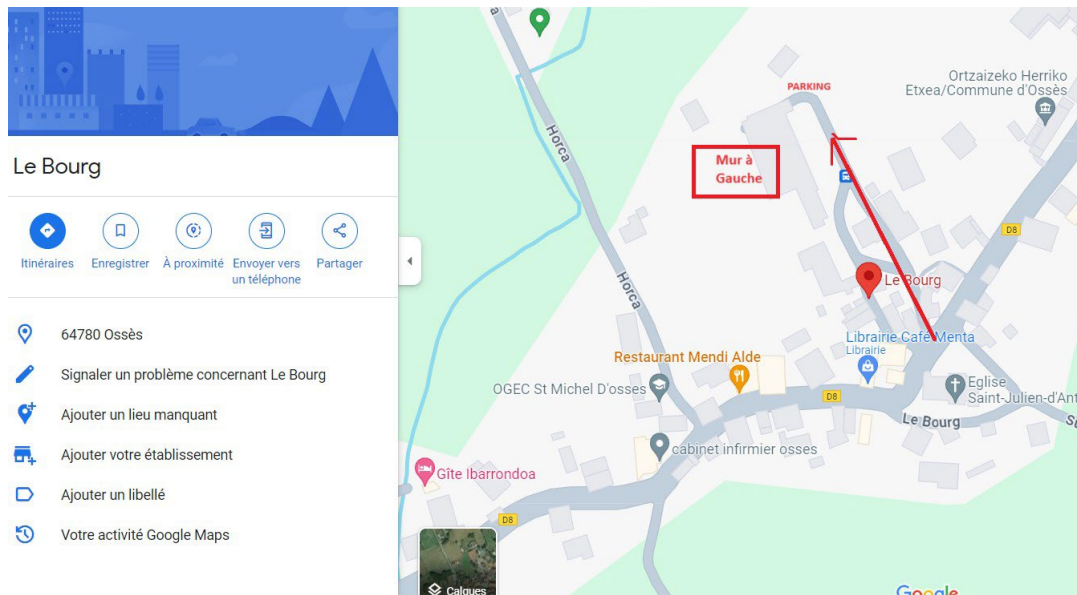 Le Bourg
Itinéraires
Enregistrer
À proximité
Envoyer vers
un téléphone
Partager
64780 Ossès
Signaler un problème concernant Le Bourg
Ajouter un lieu manquant
Ajouter votre établissement
Ajouter un libellé
Votre activité Google Maps
PARKING
Ortzaizeko Herriko
Etxea/Commune d'Ossès
Horca
Mur à
Gauche
D8
Le Bourg
Horca
Librairie Café Menta
Librairie
Restaurant Mendi Alde
OGEC St Michel D'osses
D8
Eglise
Saint-Julien-d'Ant
Le Bourg
cabinet infirmier osses
Gîte Ibarrondoa
D8
Calques
Google